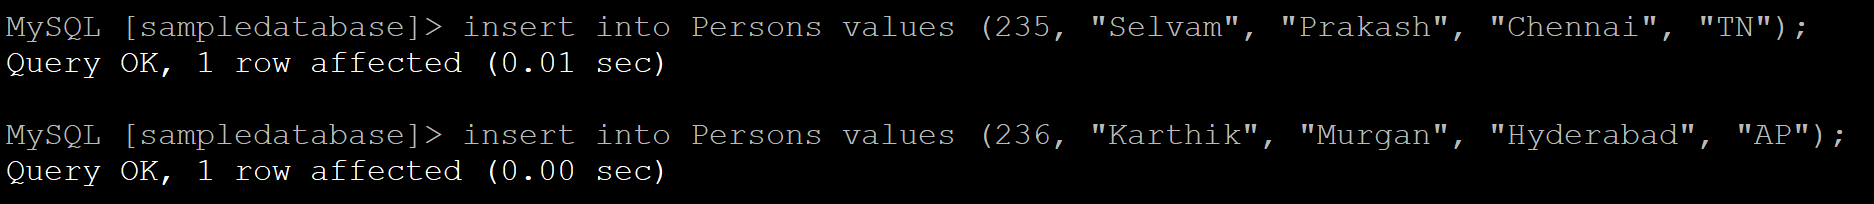 MySQL [sampledatabase]> insert into Persons values (235, "Selvam", "Prakash", "Chennai", "TN");
Query OK, 1 row affected (0.01 sec)
MySQL [sampledatabase]> insert into Persons values (236, "Karthik", "Murgan", "Hyderabad", "AP");
Query OK, 1 row affected (0.00 sec)